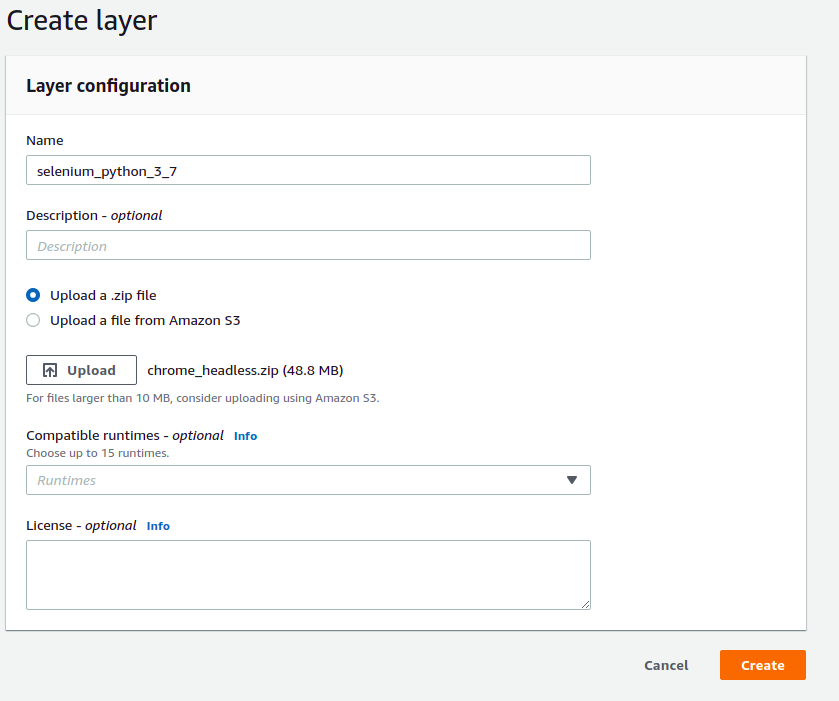 Create layer
Layer configuration
Name
selenium_python_3_7
Description - optional
Description
Upload a .zip file
Upload a file from Amazon S3
Upload chrome_headless.zip (48.8 MB)
For files larger than 10 MB, consider uploading using Amazon S3.
Compatible runtimes - optional Info
Choose up to 15 runtimes.
Runtimes
License - optional Info
Cancel Create